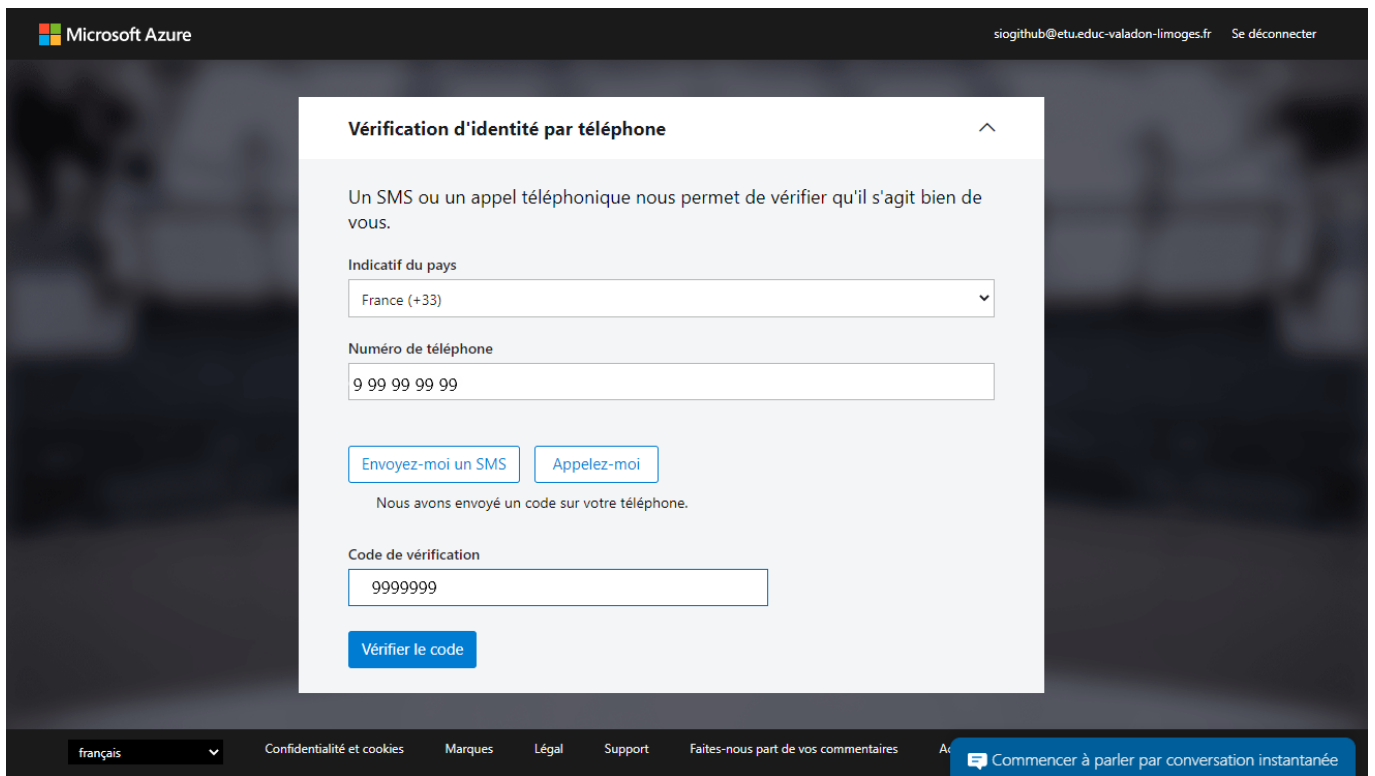 Microsoft Azure
siogithub@etu.educ-valadon-limoges.fr Se déconnecter
Vérification d'identité par téléphone
Un SMS ou un appel téléphonique nous permet de vérifier qu'il s'agit bien de
vous.
Indicatif du pays
France (+33)
Numéro de téléphone
9 99 99 99 99
Envoyez-moi un SMS Appelez-moi
Nous avons envoyé un code sur votre téléphone.
Code de vérification
9999999
Vérifier le code
français Confidentialité et cookies Marques Légal Support Faites-nous part de vos commentaires
Commencer à parler par conversation instantanée